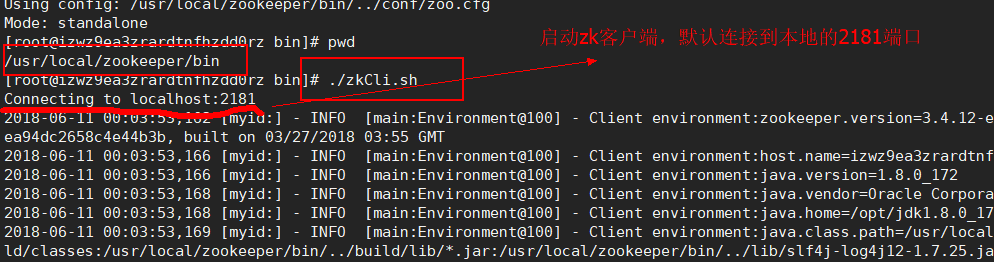 Using config: /usr/local/zookeeper/bin/../conf/zoo.cfg
Mode: standalone
[root@izwz9ea3zrardtnfhzdd0rz bin]# pwd
/usr/local/zookeeper/bin
[root@izwz9ea3zrardtnfhzdd0rz bin]# ./zkCli.sh
启动zk客户端，默认连接到本地的2181端口
Connecting to localhost:2181
2018-06-11 00:03:53,162 [myid:] - INFO  [main:Environment@100] - Client environment:zookeeper.version=3.4.12-e
ea94dc2658c4e44b3b, built on 03/27/2018 03:55 GMT
2018-06-11 00:03:53,166 [myid:] - INFO  [main:Environment@100] - Client environment:host.name=izwz9ea3zrardtnf
2018-06-11 00:03:53,166 [myid:] - INFO  [main:Environment@100] - Client environment:java.version=1.8.0_172
2018-06-11 00:03:53,168 [myid:] - INFO  [main:Environment@100] - Client environment:java.vendor=Oracle Corpora
2018-06-11 00:03:53,168 [myid:] - INFO  [main:Environment@100] - Client environment:java.home=/opt/jdk1.8.0_17
2018-06-11 00:03:53,169 [myid:] - INFO  [main:Environment@100] - Client environment:java.class.path=/usr/local
ld/classes:/usr/local/zookeeper/bin/../build/lib/*.jar:/usr/local/zookeeper/bin/../lib/slf4j-log4j12-1.7.25.ja